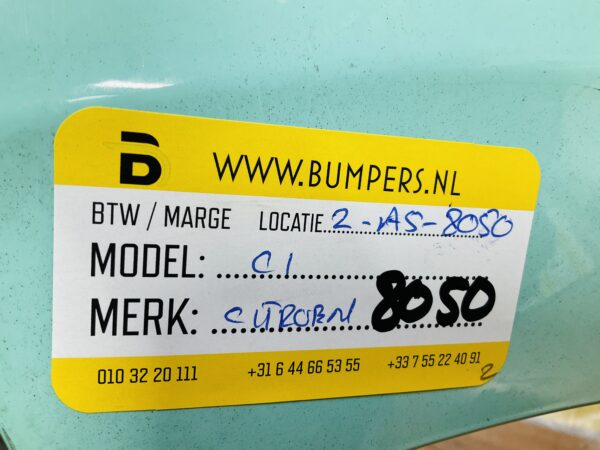 B WWW.BUMPERS.NL
BTW / MARGE LOCATIE 2-A5-8050
MODEL: C1
MERK: CITROEN 8050
010 32 20 111 +31 6 44 66 53 55 +33 7 55 22 40 91
2